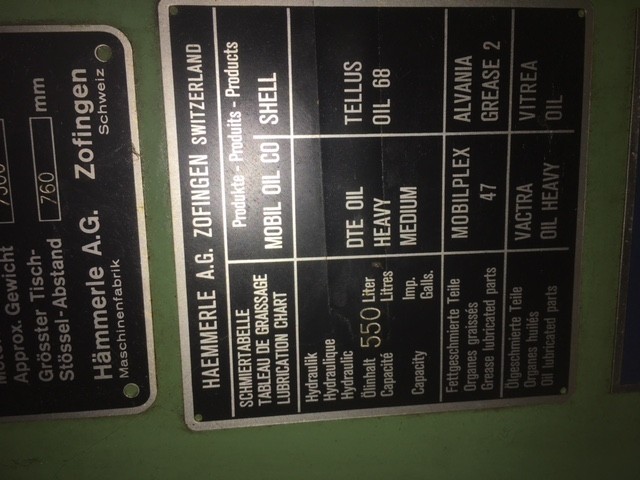 Approx. Gewicht
Grösster Tisch-
Stössel-Abstand 760 mm
Hämmerle A.G. Zofingen
Maschinenfabrik Schweiz
HAEMMERLE A.G. ZOFINGEN SWITZERLAND
SCHMIERTABELLE
TABLEAU DE GRAISSAGE
LUBRICATION CHART
Produkte - Produits - Products
MOBIL OIL CO SHELL
Hydraulik
Hydraulique
Hydraulic
Ölinhalt 550 Liter
Capacité Litres
Capacity Imp.
Galls.
DTE. OIL
HEAVY
MEDIUM
TELLUS
OIL 68
Fettgeschmierte Teile
Organes graissés
Grease lubricated parts
MOBILPLEX
47
ALVANIA
GREASE 2
Ölgeschmierte Teile
Organes huilés
Oil lubricated parts
VACTRA
OIL HEAVY
VITREA
OIL